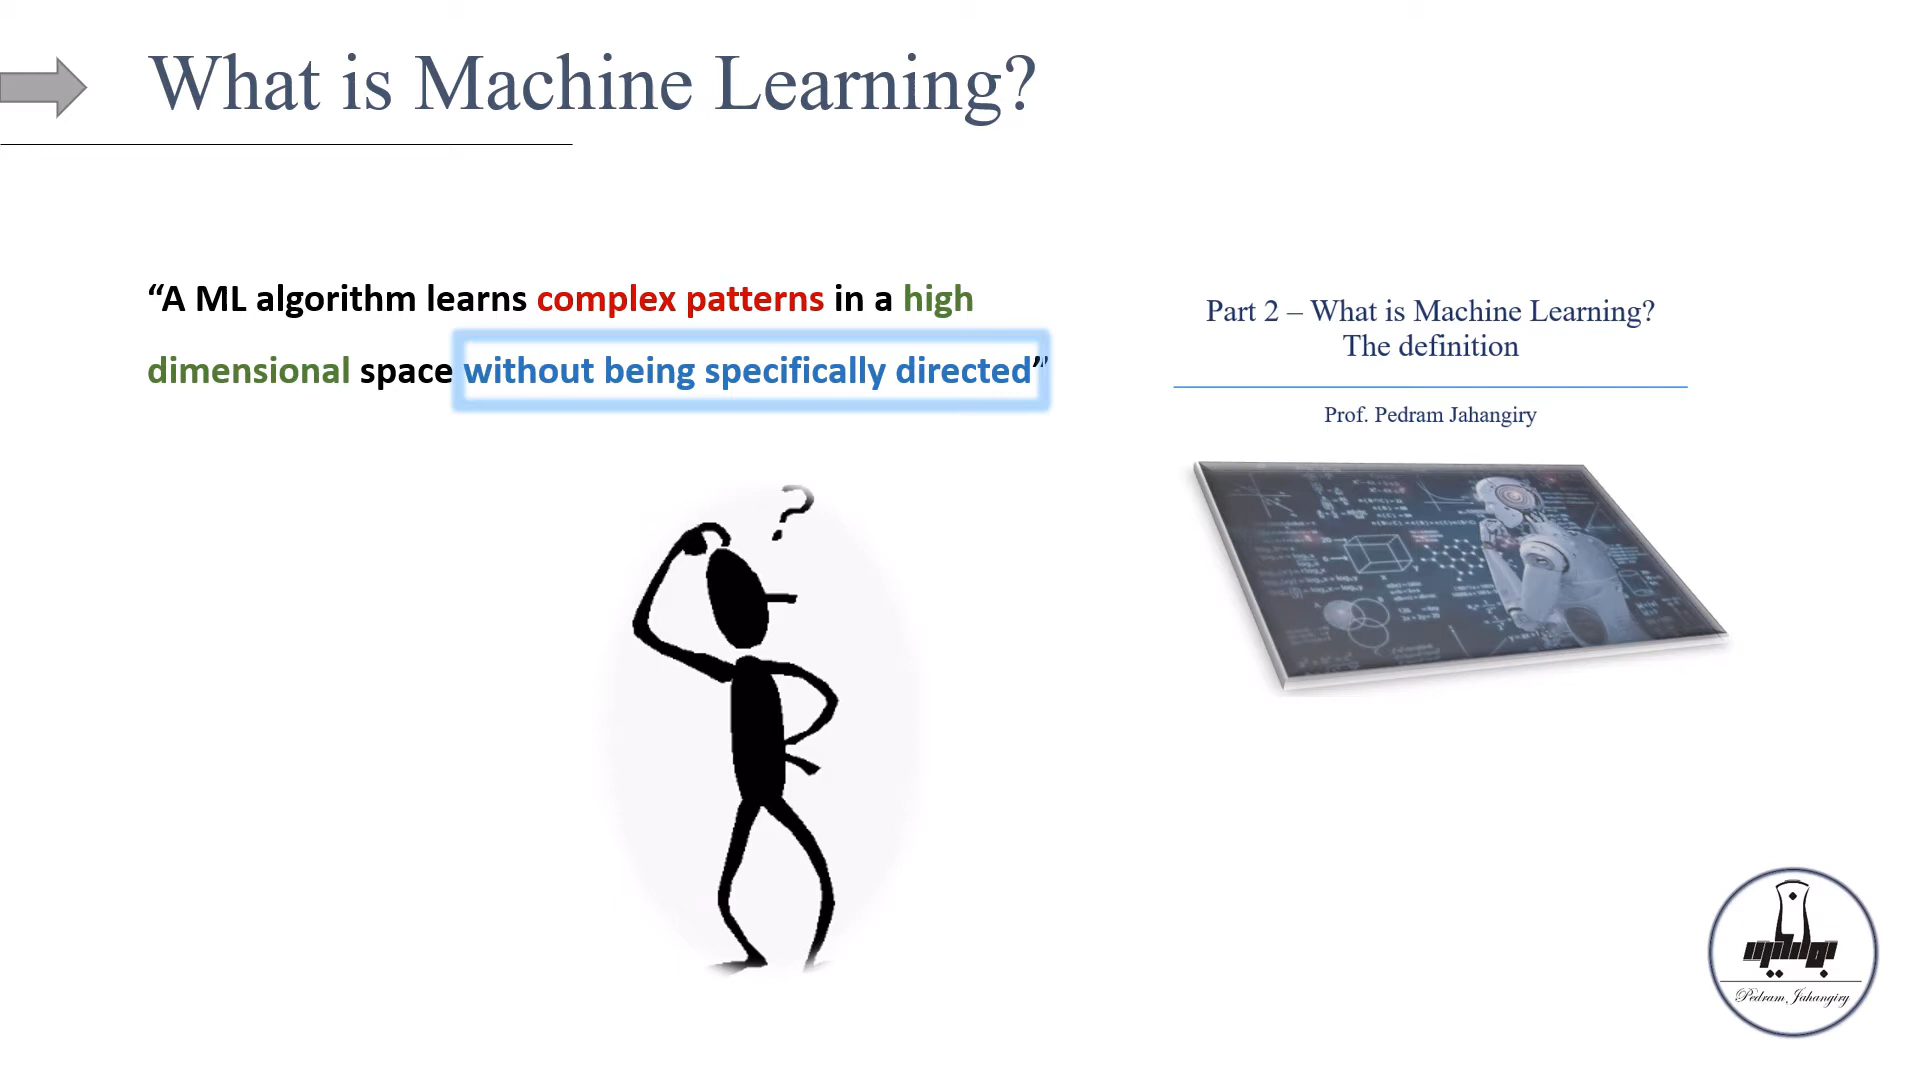 What is Machine Learning?
“A ML algorithm learns complex patterns in a high
dimensional space without being specifically directed”
Part 2 – What is Machine Learning?
The definition
Prof. Pedram Jahangiry
?
Pedram Jahangiry